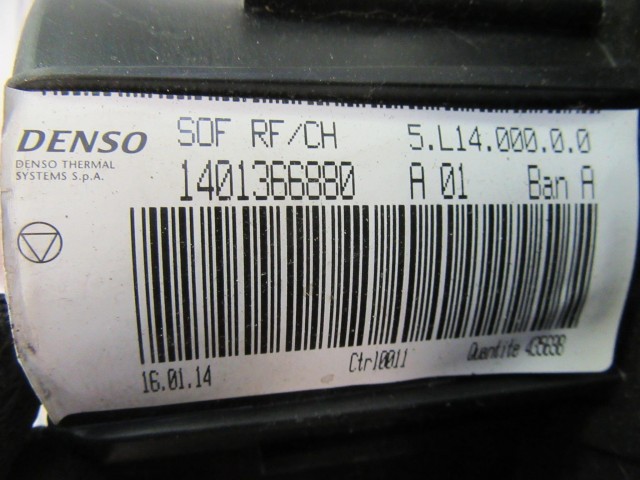 DENSO
DENSO THERMAL
SYSTEMS S.p.A.
SOF RF/CH 5.L14.000.0.0
1401366880 A 01 Ban A
16.01.14 Ctrl0011 Quantite 435698